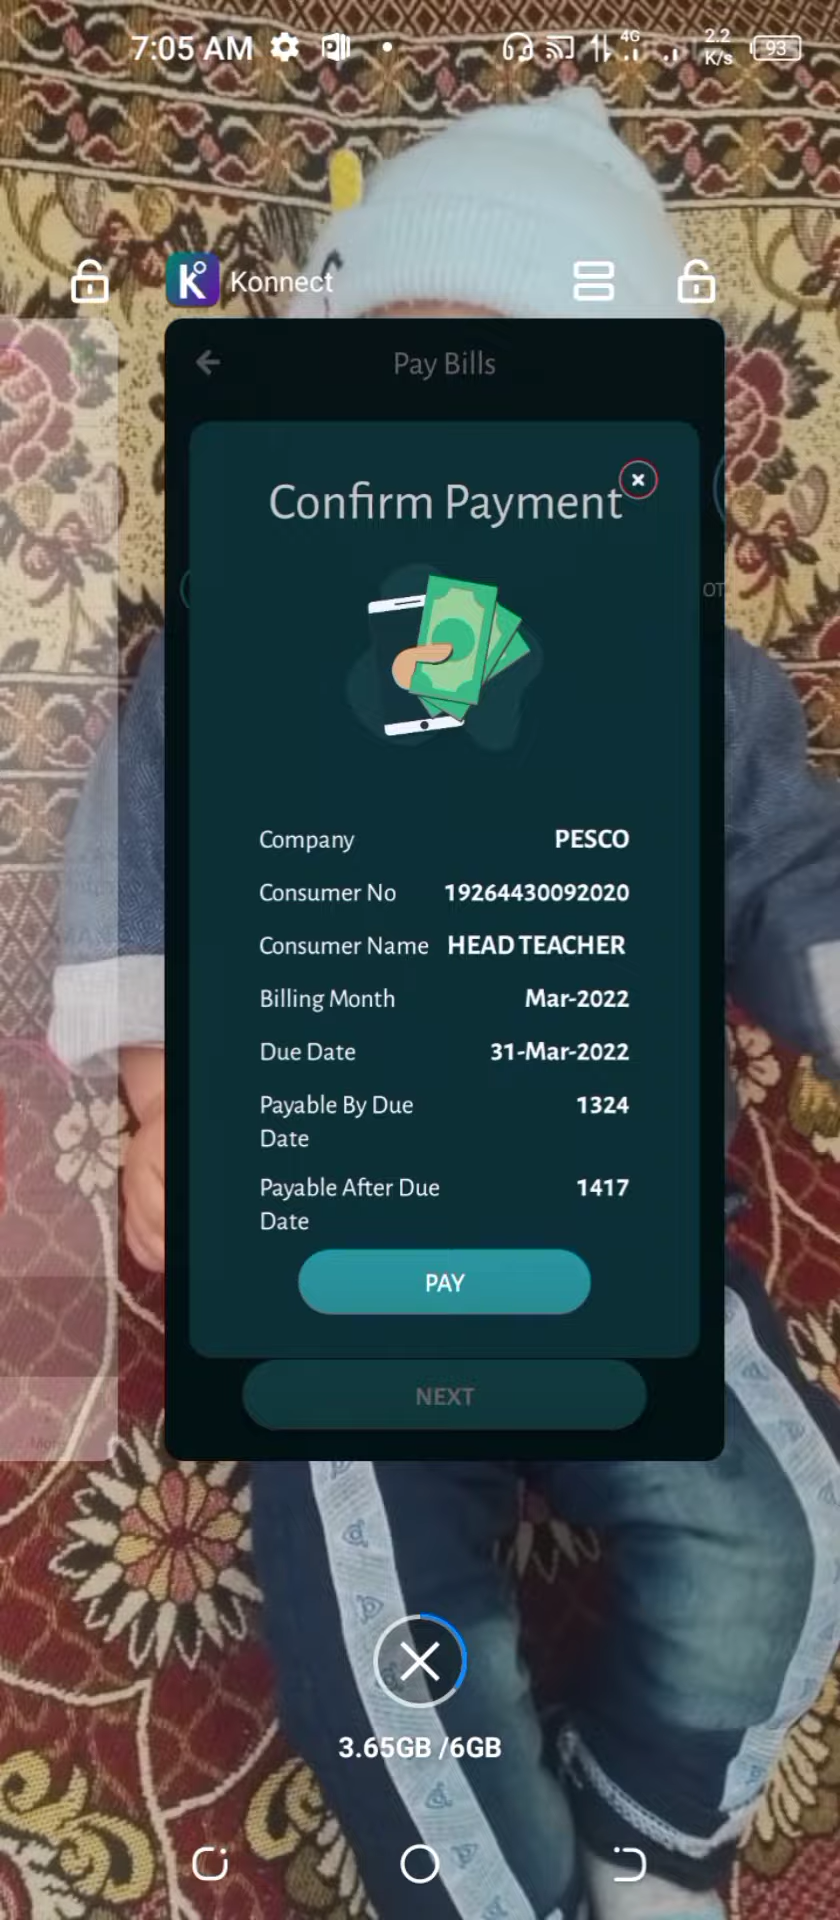 7:05 AM
4G
2.2
K/s
93
Konnect
Pay Bills
Confirm Payment
OT
Company PESCO
Consumer No 19264430092020
Consumer Name HEAD TEACHER
Billing Month Mar-2022
Due Date 31-Mar-2022
Payable By Due 1324
Date
Payable After Due 1417
Date
PAY
NEXT
3.65GB /6GB